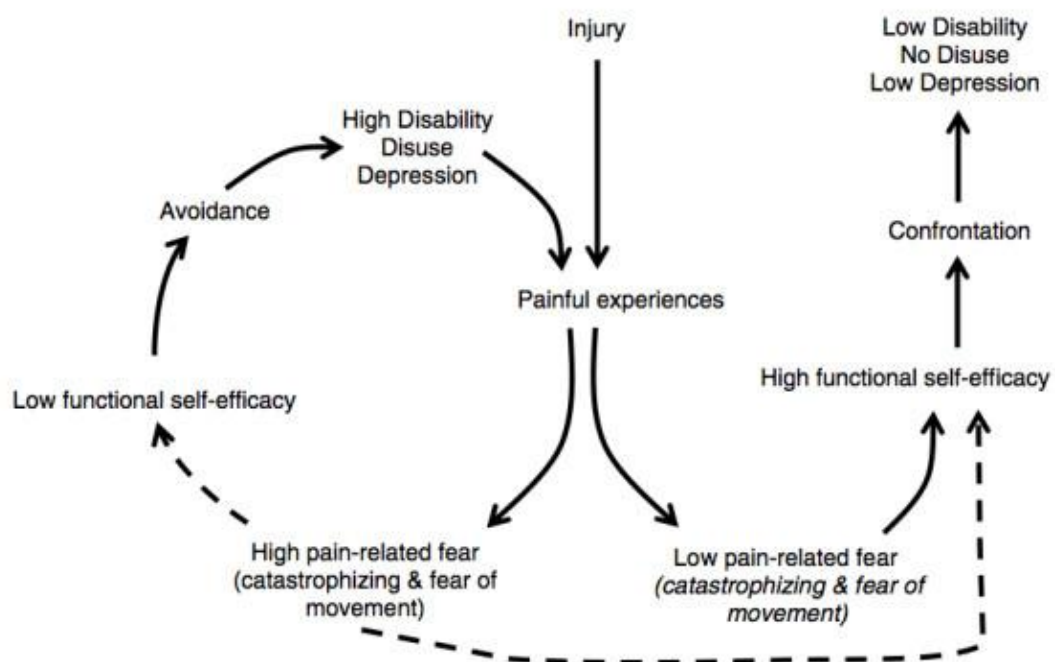 Injury
Low Disability
No Disuse
Low Depression
High Disability
Disuse
Depression
Avoidance
Confrontation
Painful experiences
High functional self-efficacy
Low functional self-efficacy
High pain-related fear
(catastrophizing & fear of
movement)
Low pain-related fear
(catastrophizing & fear of
movement)